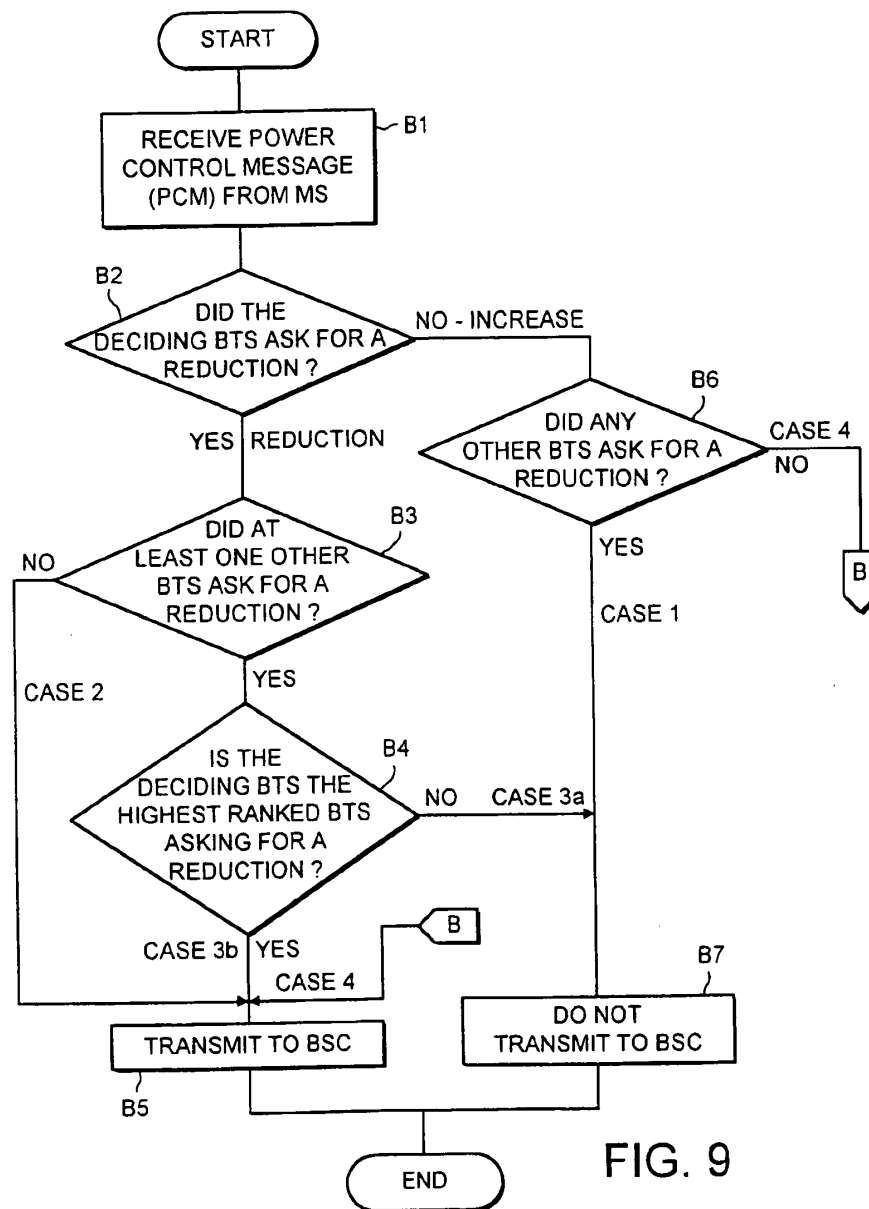 START
B1
RECEIVE POWER
CONTROL MESSAGE
(PCM) FROM MS
B2
DID THE
DECIDING BTS ASK FOR A
REDUCTION ?
NO - INCREASE
YES REDUCTION
B6
DID ANY
OTHER BTS ASK FOR A
REDUCTION ?
CASE 4
NO
B
YES
CASE 1
B3
DID AT
LEAST ONE OTHER
BTS ASK FOR A
REDUCTION ?
NO
CASE 2
YES
B4
IS THE
DECIDING BTS THE
HIGHEST RANKED BTS
ASKING FOR A
REDUCTION ?
NO CASE 3a
CASE 3b YES
B
CASE 4
TRANSMIT TO BSC
B5
B7
DO NOT
TRANSMIT TO BSC
END
FIG. 9